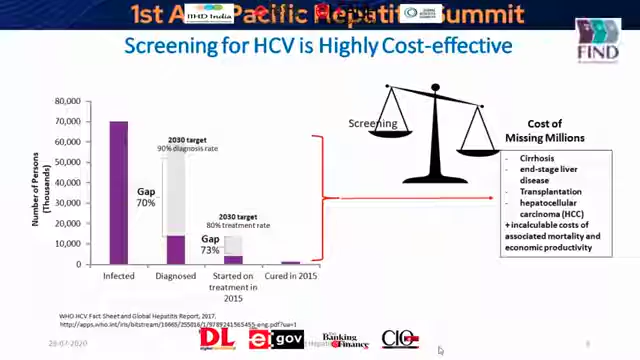 1st A Pacific Hepatit Summit
IIHD India
Screening for HCV is Highly Cost-effective
FIND
80,000
70,000
60,000
50,000
40,000
30,000
20,000
10,000
0
Number of Persons
(Thousands)
2030 target
90% diagnosis rate
Gap
70%
2030 target
80% treatment rate
Gap
73%
Infected
Diagnosed
Started on
treatment in
2015
Cured in 2015
Screening
Cost of
Missing Millions
- Cirrhosis
- end-stage liver
disease
- Transplantation
- hepatocellular
carcinoma (HCC)
+ incalculable costs of
associated mortality and
economic productivity
WHO HCV Fact Sheet and Global Hepatitis Report, 2017.
28-07-2020
DL
egov
Banking
&Finance
CIO
8